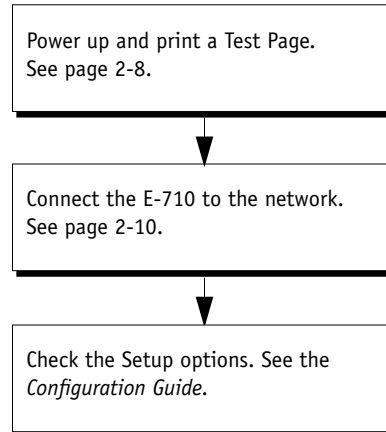 Power up and print a Test Page.
See page 2-8.
Connect the E-710 to the network.
See page 2-10.
Check the Setup options. See the
Configuration Guide.